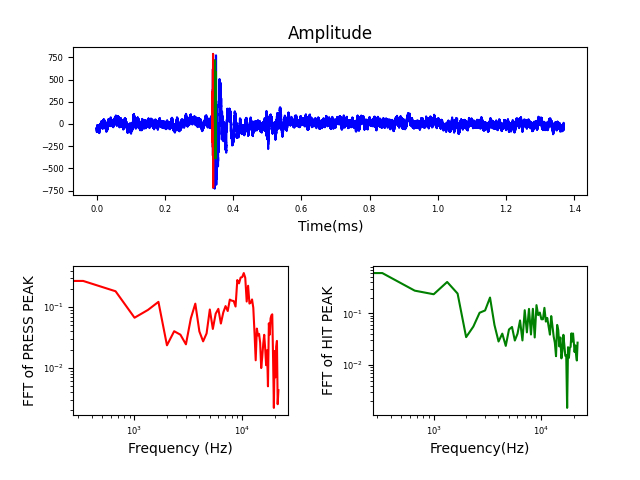 Amplitude
750
500
250
0
−250
−500
−750
0.0 0.2 0.4 0.6 0.8 1.0 1.2 1.4
Time(ms)
FFT of PRESS PEAK
10⁻¹
10⁻²
10³ 10⁴
Frequency (Hz)
FFT of HIT PEAK
10⁻¹
10⁻²
10³ 10⁴
Frequency(Hz)